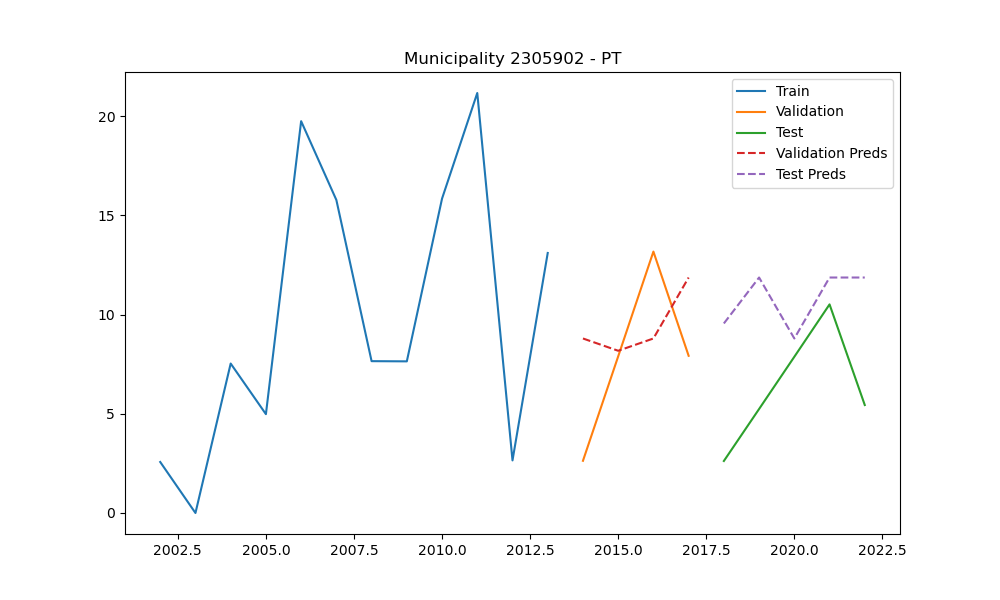 Municipality 2305902 - PT
Train
Validation
Test
Validation Preds
Test Preds
20
15
10
5
0
2002.5 2005.0 2007.5 2010.0 2012.5 2015.0 2017.5 2020.0 2022.5